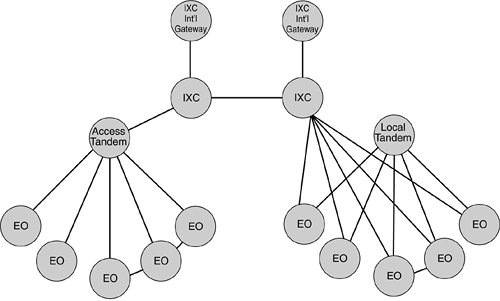 IXC
Int'l
Gateway
IXC
Int'l
Gateway
IXC
IXC
Access
Tandem
Local
Tandem
EO
EO
EO
EO
EO
EO
EO
EO
EO
EO